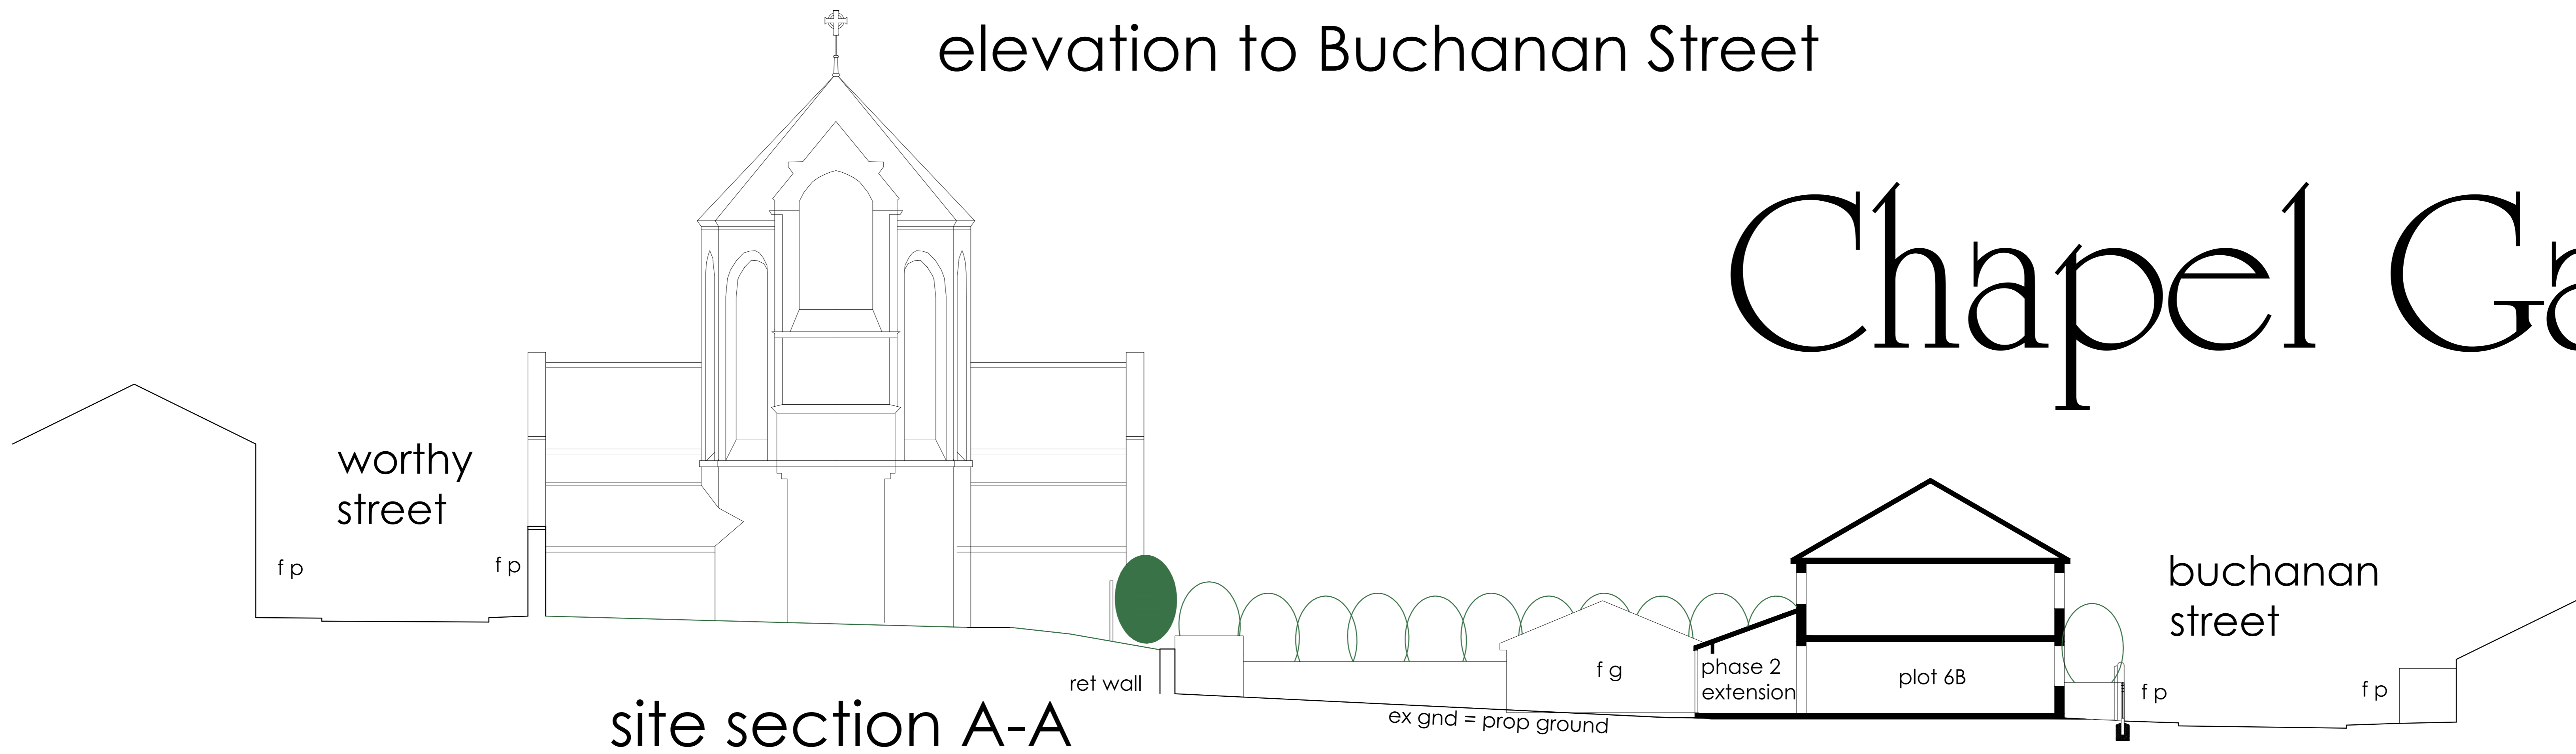 elevation to Buchanan Street
Chapel
worthy
street
f p
f p
buchanan
street
f g
phase 2
extension
plot 6B
ret wall
f p
f p
ex gnd = prop ground
site section A-A